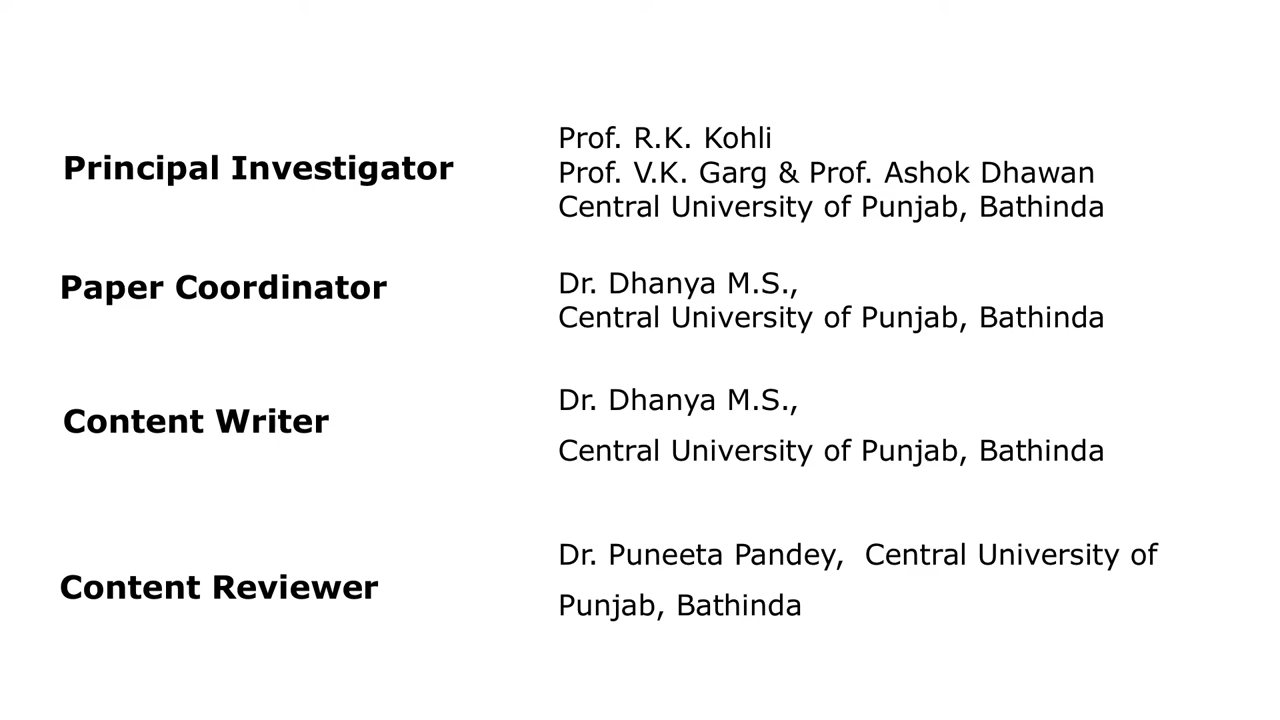 Principal Investigator
Prof. R.K. Kohli
Prof. V.K. Garg & Prof. Ashok Dhawan
Central University of Punjab, Bathinda
Paper Coordinator
Dr. Dhanya M.S.,
Central University of Punjab, Bathinda
Content Writer
Dr. Dhanya M.S.,
Central University of Punjab, Bathinda
Content Reviewer
Dr. Puneeta Pandey,  Central University of
Punjab, Bathinda